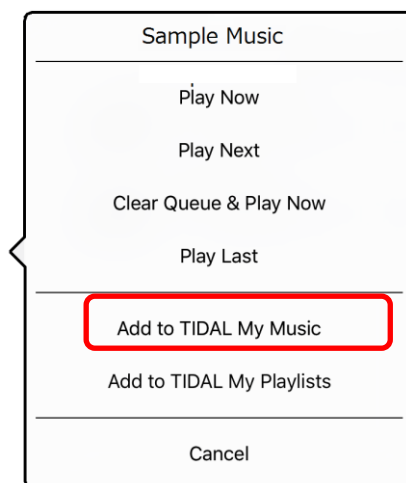 Sample Music
Play Now
Play Next
Clear Queue & Play Now
Play Last
Add to TIDAL My Music
Add to TIDAL My Playlists
Cancel